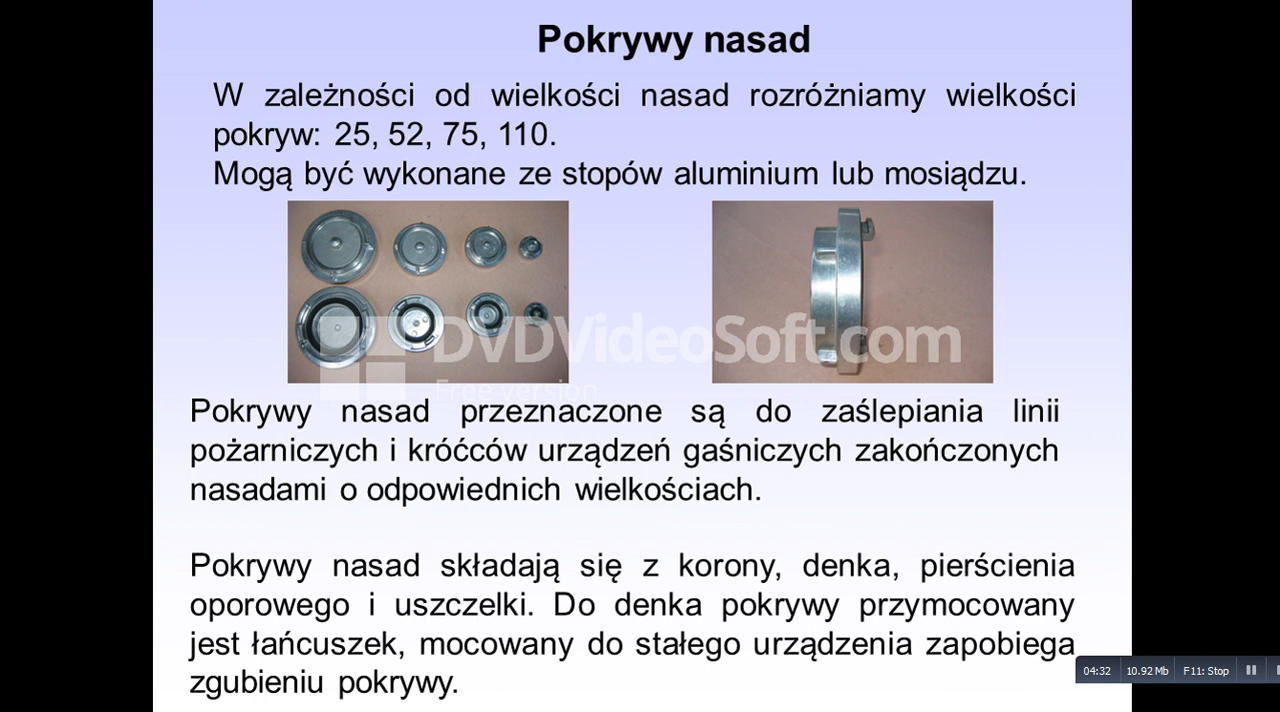 Pokrywy nasad
W zależności od wielkości nasad rozróżniamy wielkości
pokryw: 25, 52, 75, 110.
Mogą być wykonane ze stopów aluminium lub mosiądzu.
DVDVideoSoft.com
Free version
Pokrywy nasad przeznaczone są do zaślepiania linii
pożarniczych i króćców urządzeń gaśniczych zakończonych
nasadami o odpowiednich wielkościach.
Pokrywy nasad składają się z korony, denka, pierścienia
oporowego i uszczelki. Do denka pokrywy przymocowany
jest łańcuszek, mocowany do stałego urządzenia zapobiega
zgubieniu pokrywy.
04:32 10.92 Mb F11: Stop